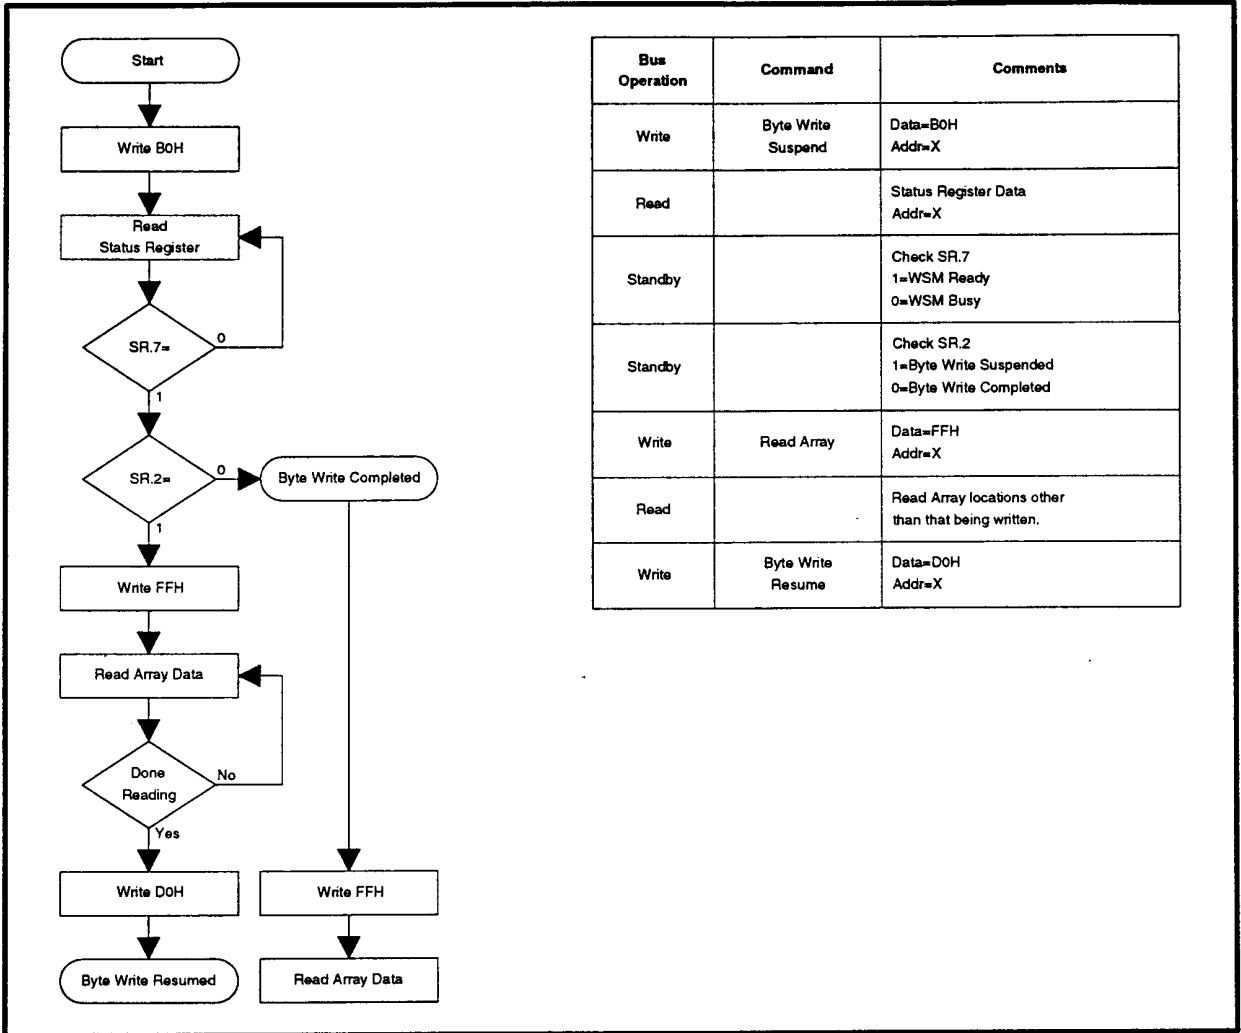 Start
Write B0H
Read
Status Register
SR.7=
0
1
SR.2=
0
Byte Write Completed
1
Write FFH
Read Array Data
Done
Reading
No
Yes
Write D0H
Write FFH
Byte Write Resumed
Read Array Data
Bus
Operation
Command
Comments
Write
Byte Write
Suspend
Data=B0H
Addr=X
Read
Status Register Data
Addr=X
Standby
Check SR.7
1=WSM Ready
0=WSM Busy
Standby
Check SR.2
1=Byte Write Suspended
0=Byte Write Completed
Write
Read Array
Data=FFH
Addr=X
Read
Read Array locations other
than that being written.
Write
Byte Write
Resume
Data=D0H
Addr=X